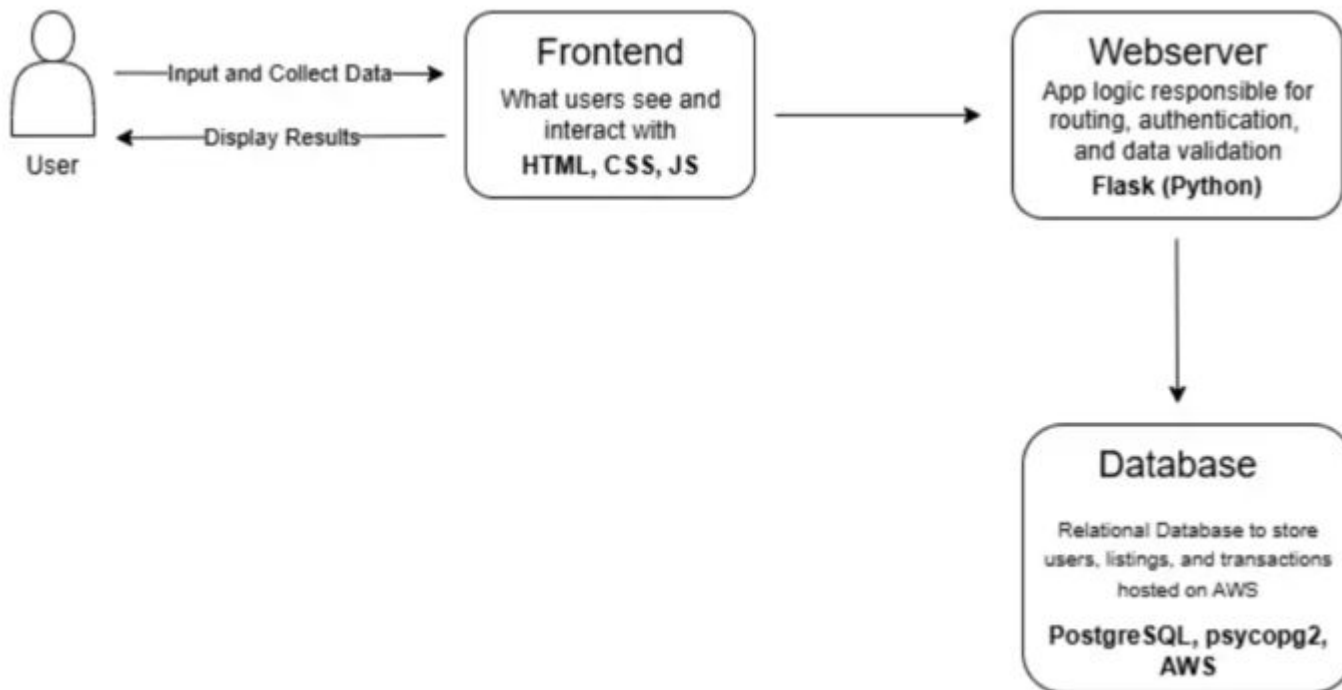 Input and Collect Data
Display Results
User
Frontend
What users see and
interact with
HTML, CSS, JS
Webserver
App logic responsible for
routing, authentication,
and data validation
Flask (Python)
Database
Relational Database to store
users, listings, and transactions
hosted on AWS
PostgreSQL, psycopg2,
AWS